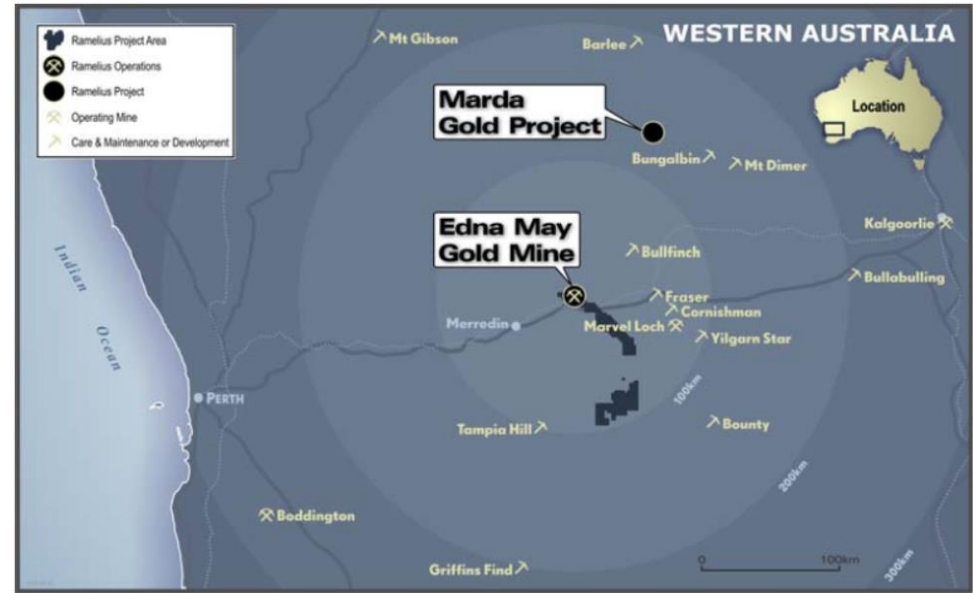 WESTERN AUSTRALIA
Ramelius Project Area
Ramelius Operations
Ramelius Project
Operating Mine
Care & Maintenance or Development
Mt Gibson
Barlee
Location
Marda
Gold Project
Bungalbin
Mt Dimer
Kalgoorlie
Edna May
Gold Mine
Bullfinch
Bullabulling
Indian
Ocean
Fraser
Cornishman
Merredin
Marvel Loch
Yilgarn Star
100km
PERTH
Tampia Hill
Bounty
200km
Boddington
Griffins Find
0
100km
300km